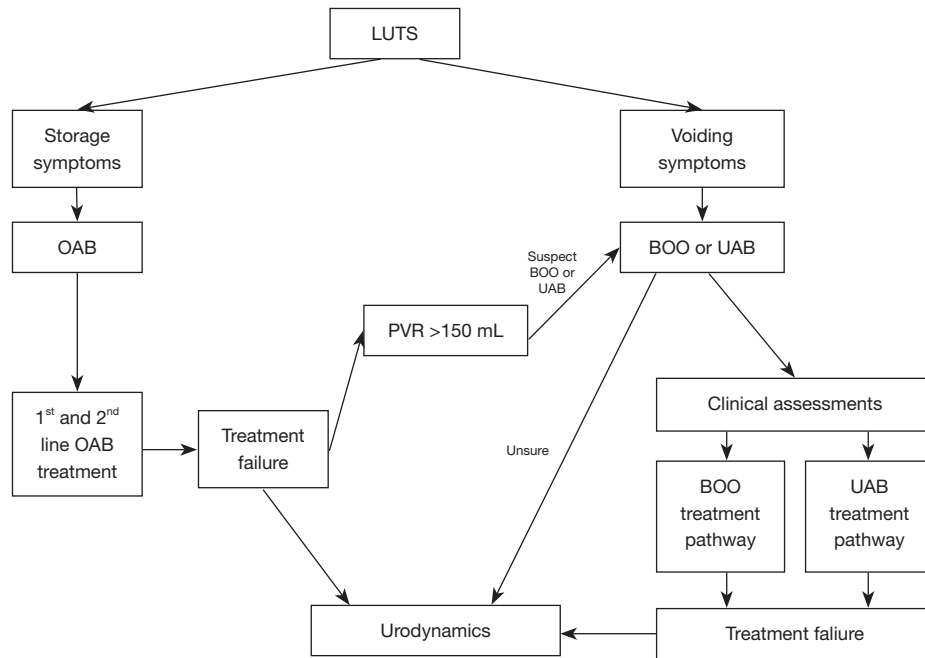 LUTS
Storage
symptoms
Voiding
symptoms
OAB
BOO or UAB
Suspect
BOO or
UAB
PVR >150 mL
1st and 2nd
line OAB
treatment
Treatment
failure
Unsure
Clinical assessments
BOO
treatment
pathway
UAB
treatment
pathway
Urodynamics
Treatment faliure